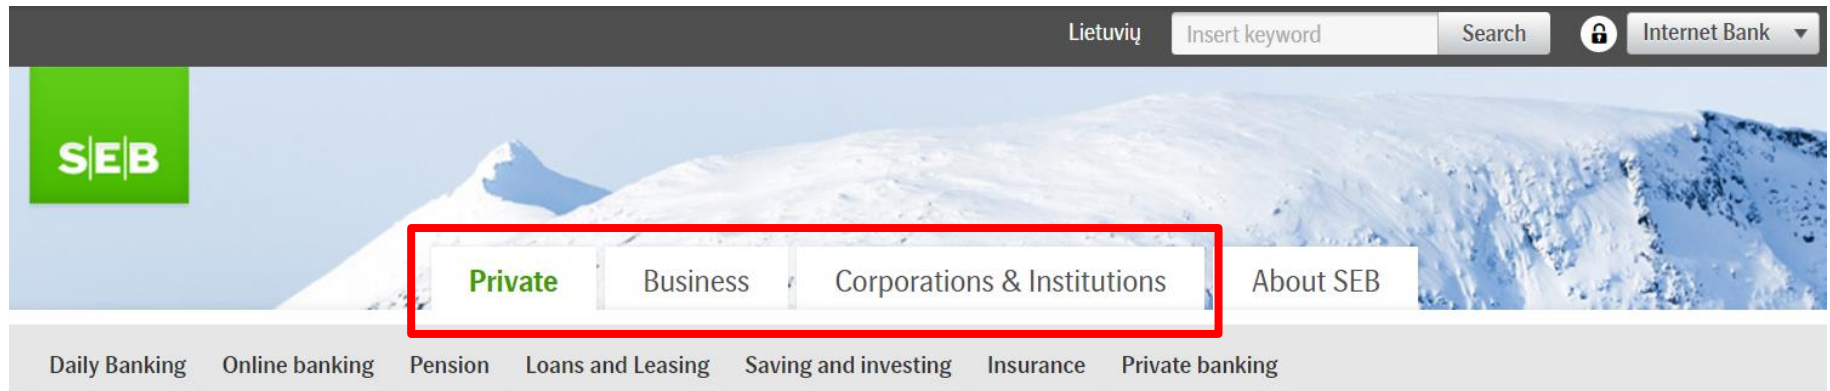 Lietuvių Insert keyword Search Internet Bank
S|E|B
Private Business Corporations & Institutions About SEB
Daily Banking Online banking Pension Loans and Leasing Saving and investing Insurance Private banking